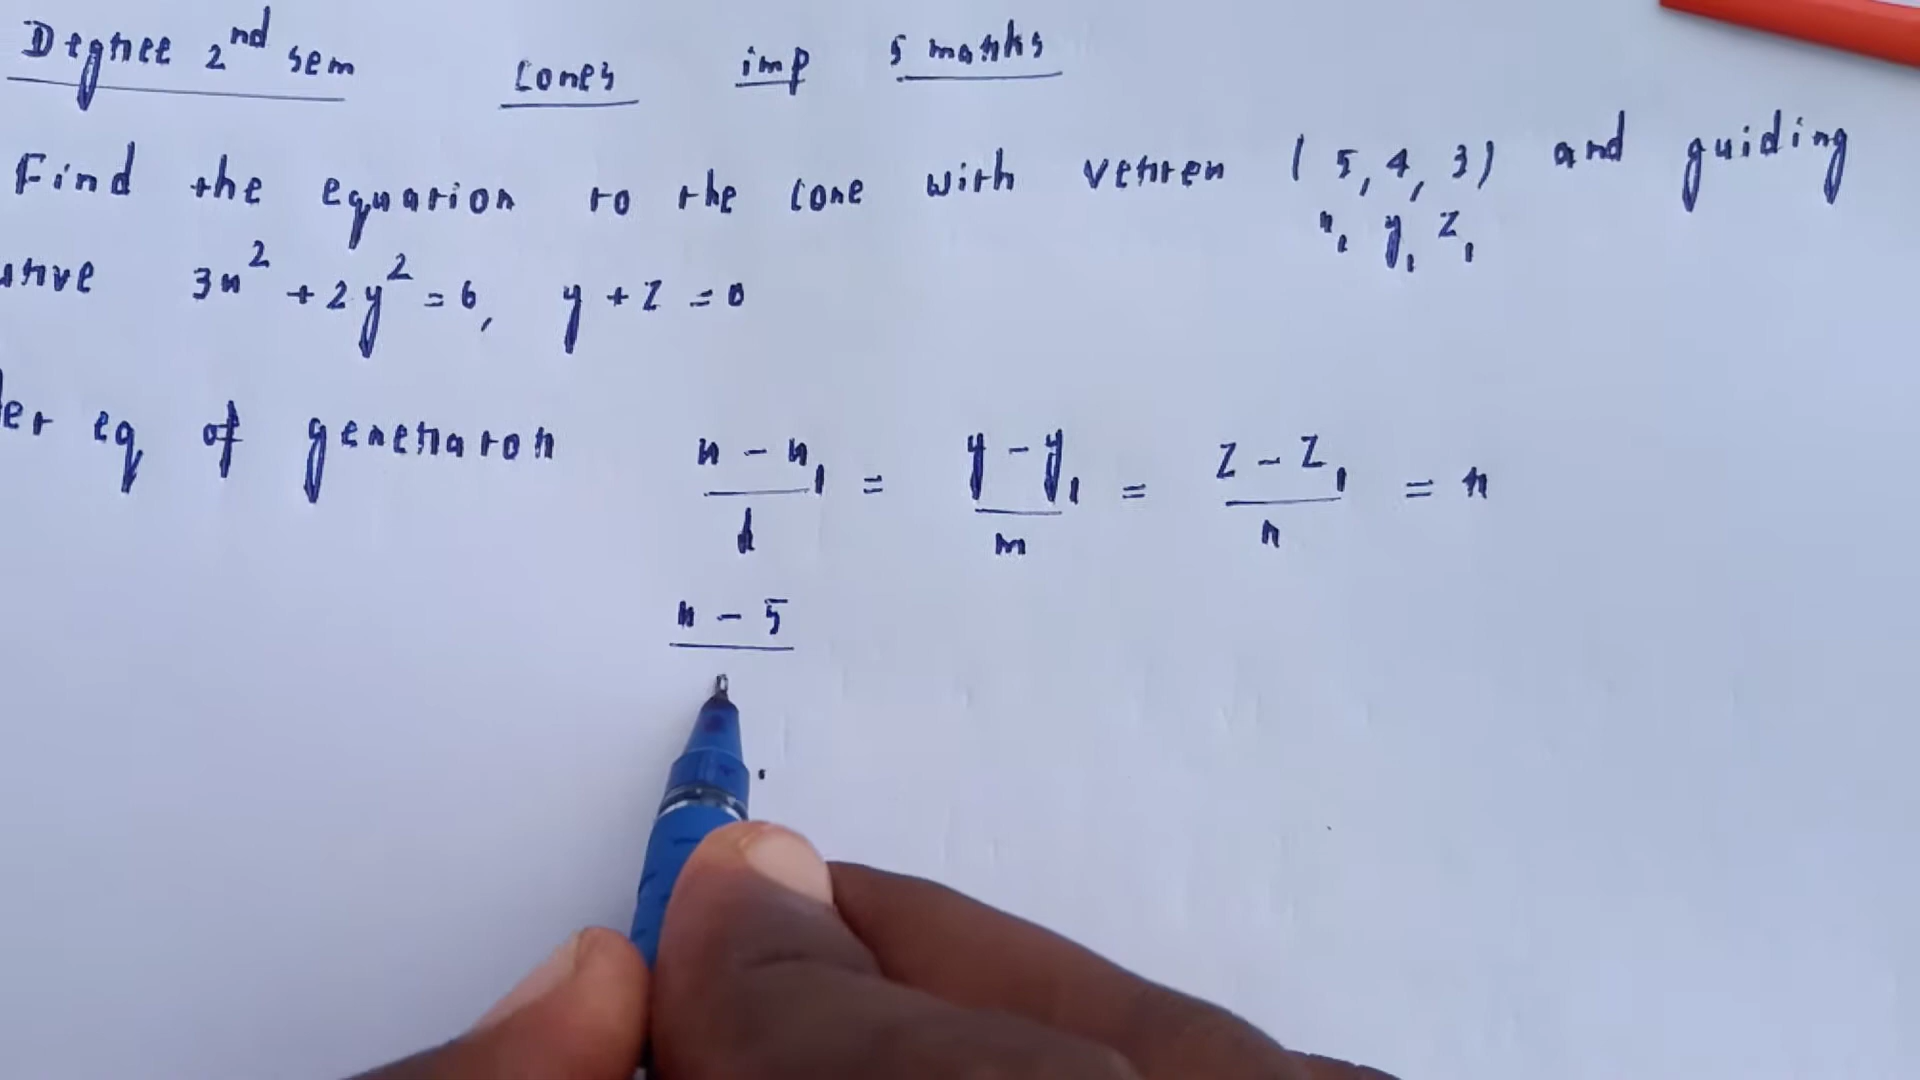 Degree 2nd sem cones imp 5 marks
Find the equation to the cone with vertex (5, 4, 3) and guiding
x₁ y₁ z₁
3x² + 2y² = 6, y + z = 0
eq of generator x - x₁ / l = y - y₁ / m = z - z₁ / n = r
x - 5